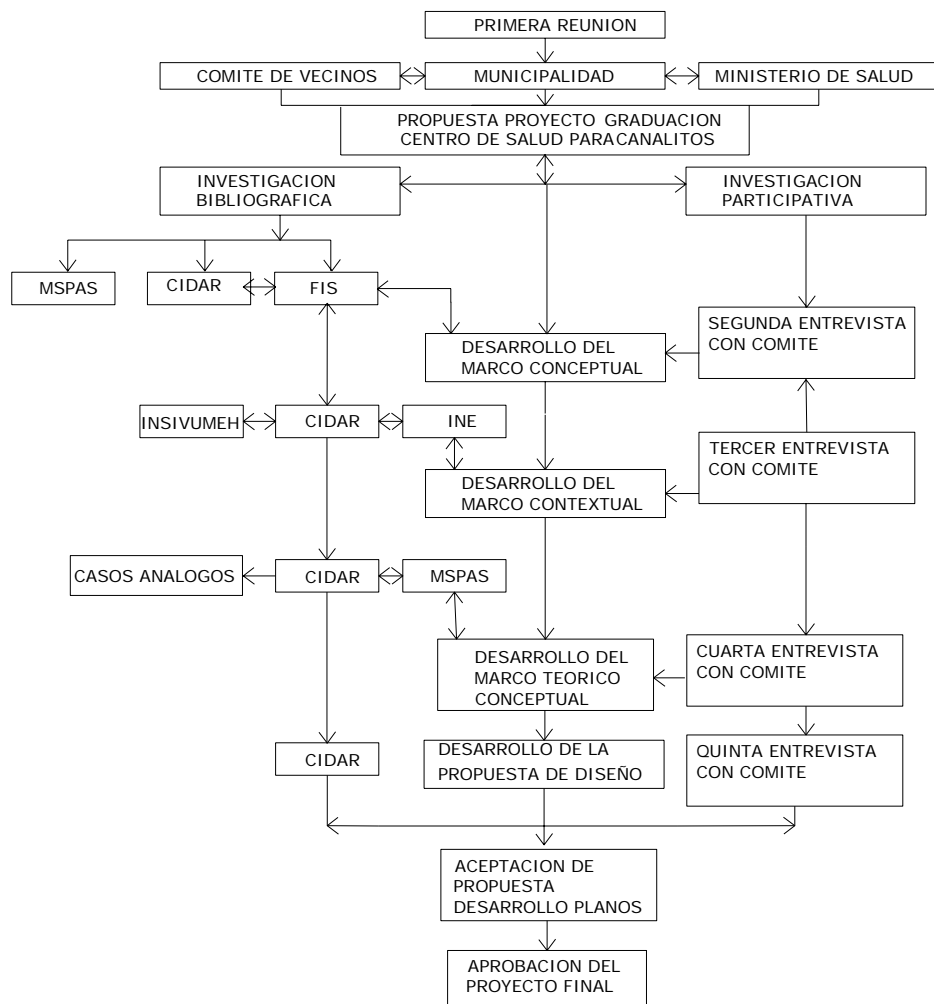 PRIMERA REUNION
COMITE DE VECINOS
MUNICIPALIDAD
MINISTERIO DE SALUD
PROPUESTA PROYECTO GRADUACION
CENTRO DE SALUD PARACANALITOS
INVESTIGACION
BIBLIOGRAFICA
INVESTIGACION
PARTICIPATIVA
MSPAS
CIDAR
FIS
SEGUNDA ENTREVISTA
CON COMITE
DESARROLLO DEL
MARCO CONCEPTUAL
INSIVUMEH
CIDAR
INE
TERCER ENTREVISTA
CON COMITE
DESARROLLO DEL
MARCO CONTEXTUAL
CASOS ANALOGOS
CIDAR
MSPAS
CUARTA ENTREVISTA
CON COMITE
DESARROLLO DEL
MARCO TEORICO
CONCEPTUAL
CIDAR
DESARROLLO DE LA
PROPUESTA DE DISEÑO
QUINTA ENTREVISTA
CON COMITE
ACEPTACION DE
PROPUESTA
DESARROLLO PLANOS
APROBACION DEL
PROYECTO FINAL